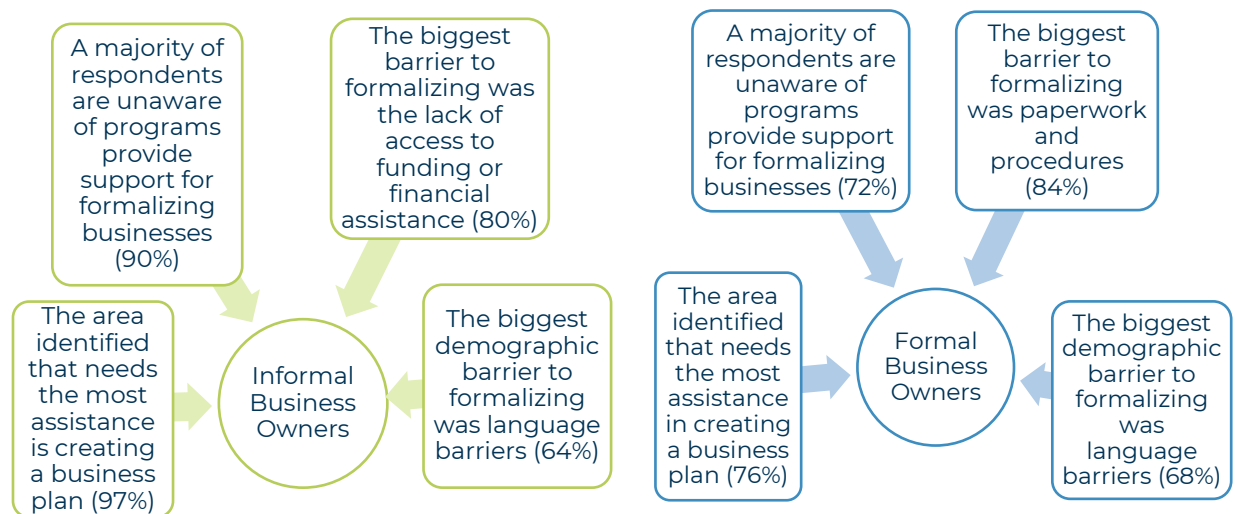 A majority of
respondents
are unaware
of programs
provide
support for
formalizing
businesses
(90%)
The biggest
barrier to
formalizing was
the lack of
access to
funding or
financial
assistance (80%)
The area
identified
that needs
the most
assistance
is creating
a business
plan (97%)
Informal
Business
Owners
The biggest
demographic
barrier to
formalizing
was language
barriers (64%)
A majority of
respondents are
unaware of
programs
provide support
for formalizing
businesses (72%)
The biggest
barrier to
formalizing
was paperwork
and
procedures
(84%)
The area
identified
that needs
the most
assistance
in creating
a business
plan (76%)
Formal
Business
Owners
The biggest
demographic
barrier to
formalizing
was
language
barriers (68%)